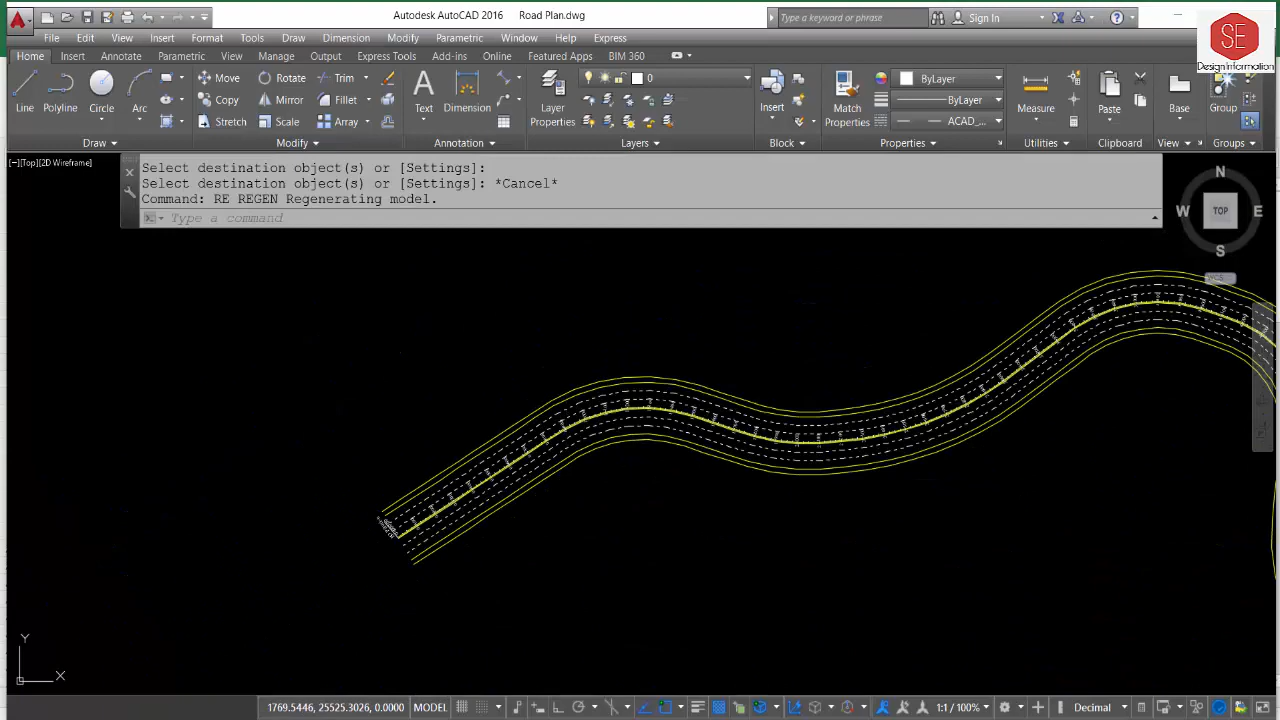 Autodesk AutoCAD 2016 Road Plan.dwg
Type a keyword or phrase
Sign In
File Edit View Insert Format Tools Draw Dimension Modify Parametric Window Help Express
Home Insert Annotate Parametric View Manage Output Add-ins Express Tools Online Featured Apps BIM 360
SE
DesignInformation
Line Polyline Circle Arc
Move Rotate Trim
Copy Mirror Fillet
Stretch Scale Array
Text Dimension
Layer
Properties
0
Insert
Match
Properties
ByLayer
ByLayer
ACAD_...
Measure
Paste
Base
Group
Draw Modify Annotation Layers Block Properties Utilities Clipboard View Groups
[−][Top][2D Wireframe]
Select destination object(s) or [Settings]:
Select destination object(s) or [Settings]: *Cancel*
Command: RE REGEN Regenerating model.
Type a command
N
W TOP E
S
WCS
Y
X
1769.5446, 25525.3026, 0.0000 MODEL
1:1 / 100%
Decimal